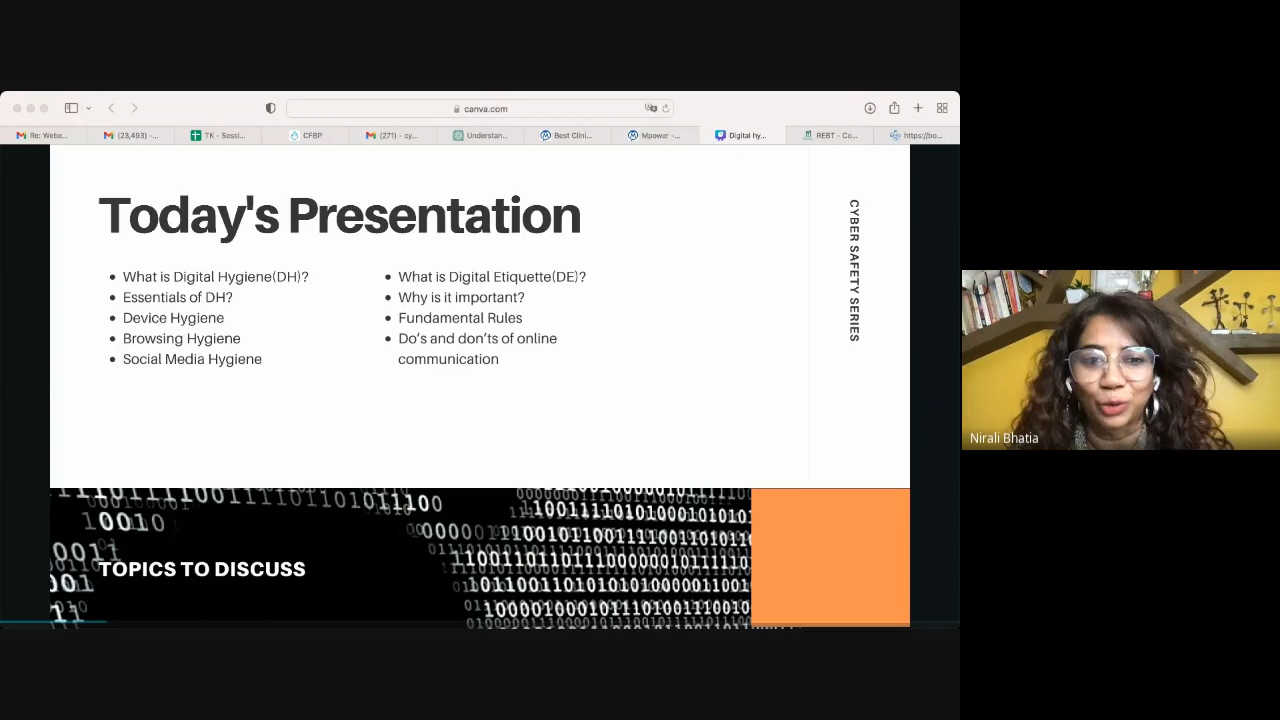 canva.com
Re: Webe...
(23,493) -...
TK - Sessi...
CFBP
(271) - cy...
Understan...
Best Clini...
Mpower -...
Digital hy...
REBT - Co...
https://bo...
Today's Presentation
What is Digital Hygiene(DH)?
Essentials of DH?
Device Hygiene
Browsing Hygiene
Social Media Hygiene
What is Digital Etiquette(DE)?
Why is it important?
Fundamental Rules
Do’s and don’ts of online
communication
CYBER SAFETY SERIES
TOPICS TO DISCUSS
Nirali Bhatia